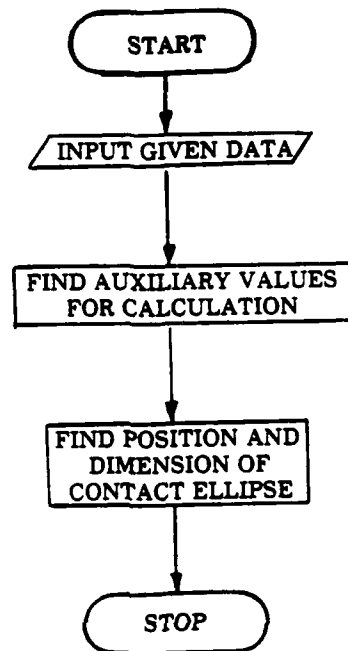 START
INPUT GIVEN DATA
FIND AUXILIARY VALUES
FOR CALCULATION
FIND POSITION AND
DIMENSION OF
CONTACT ELLIPSE
STOP